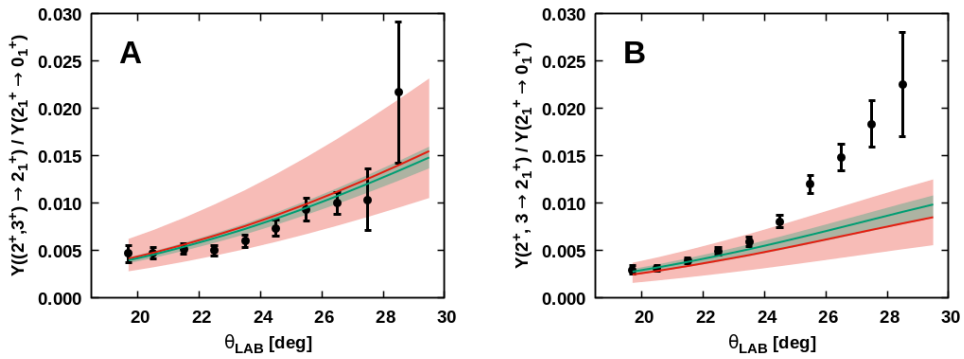 A
Y((2⁺,3⁺) → 2₁⁺) / Y(2₁⁺ → 0₁⁺)
0.030
0.025
0.020
0.015
0.010
0.005
0.000
20 22 24 26 28 30
θLAB [deg]
B
Y(2⁺, 3 → 2₁⁺) / Y(2₁⁺ → 0₁⁺)
0.030
0.025
0.020
0.015
0.010
0.005
0.000
20 22 24 26 28 30
θLAB [deg]